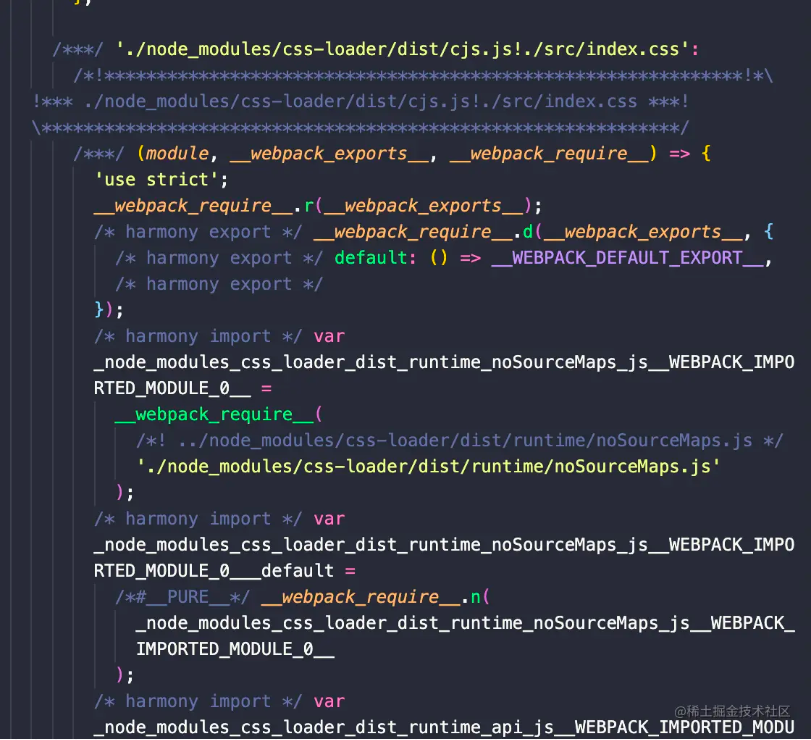 };
/***/ './node_modules/css-loader/dist/cjs.js!./src/index.css':
/*!*************************************************************!*\
!*** ./node_modules/css-loader/dist/cjs.js!./src/index.css ***!
\*************************************************************/
/***/ (module, __webpack_exports__, __webpack_require__) => {
'use strict';
__webpack_require__.r(__webpack_exports__);
/* harmony export */ __webpack_require__.d(__webpack_exports__, {
/* harmony export */ default: () => __WEBPACK_DEFAULT_EXPORT__,
/* harmony export */
});
/* harmony import */ var
_node_modules_css_loader_dist_runtime_noSourceMaps_js__WEBPACK_IMPO
RTED_MODULE_0__ =
__webpack_require__(
/*! ../node_modules/css-loader/dist/runtime/noSourceMaps.js */
'./node_modules/css-loader/dist/runtime/noSourceMaps.js'
);
/* harmony import */ var
_node_modules_css_loader_dist_runtime_noSourceMaps_js__WEBPACK_IMPO
RTED_MODULE_0___default =
/*#__PURE__*/ __webpack_require__.n(
_node_modules_css_loader_dist_runtime_noSourceMaps_js__WEBPACK_
IMPORTED_MODULE_0__
);
/* harmony import */ var
_node_modules_css_loader_dist_runtime_api_js__WEBPACK_IMPORTED_MODU
@稀土掘金技术社区